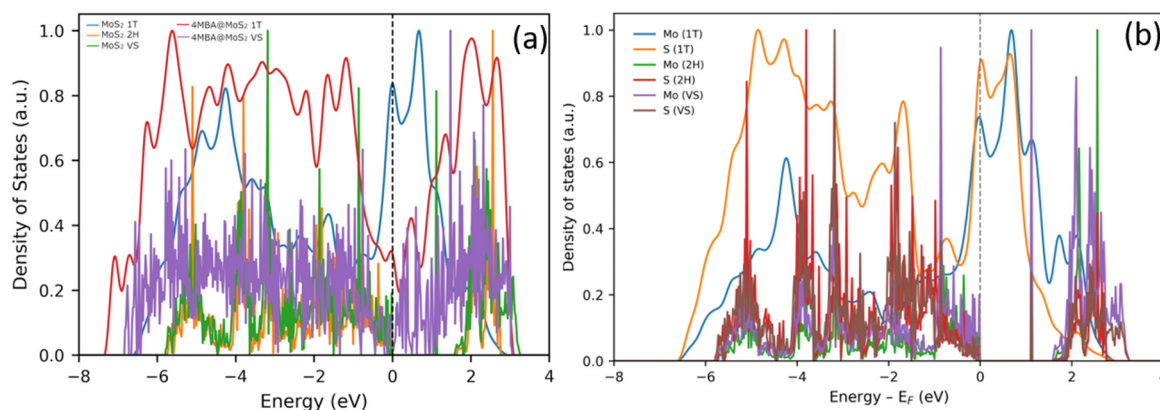 MoS₂ 1T
MoS₂ 2H
MoS₂ VS
4MBA@MoS₂ 1T
4MBA@MoS₂ VS
(a)
Density of States (a.u.)
1.0
0.8
0.6
0.4
0.2
0.0
−8 −6 −4 −2 0 2 4
Energy (eV)
(b)
Mo (1T)
S (1T)
Mo (2H)
S (2H)
Mo (VS)
S (VS)
Density of states (a.u.)
1.0
0.8
0.6
0.4
0.2
0.0
−8 −6 −4 −2 0 2
Energy – E_F (eV)